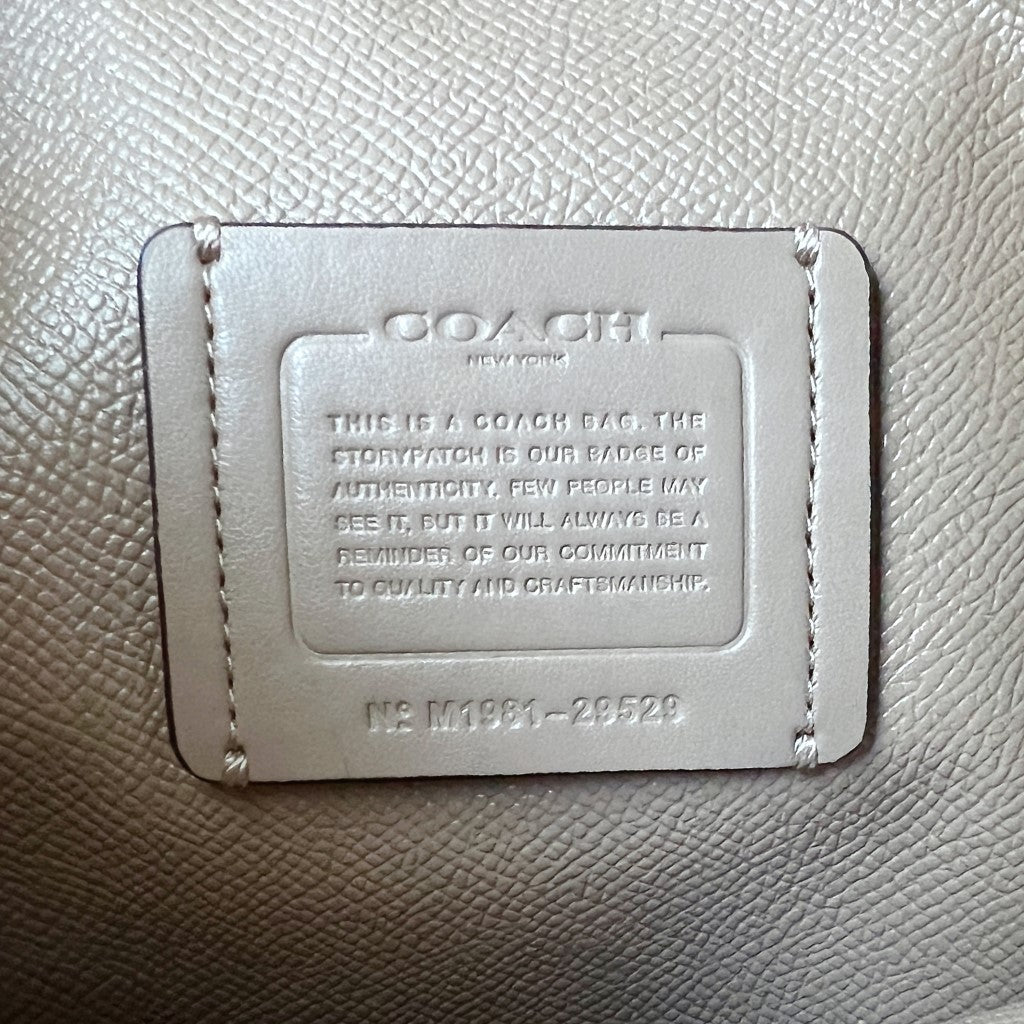 COACH
NEW YORK
THIS IS A COACH BAG. THE
STORYPATCH IS OUR BADGE OF
AUTHENTICITY. FEW PEOPLE MAY
SEE IT, BUT IT WILL ALWAYS BE A
REMINDER OF OUR COMMITMENT
TO QUALITY AND CRAFTSMANSHIP.
Nº M1981-29529